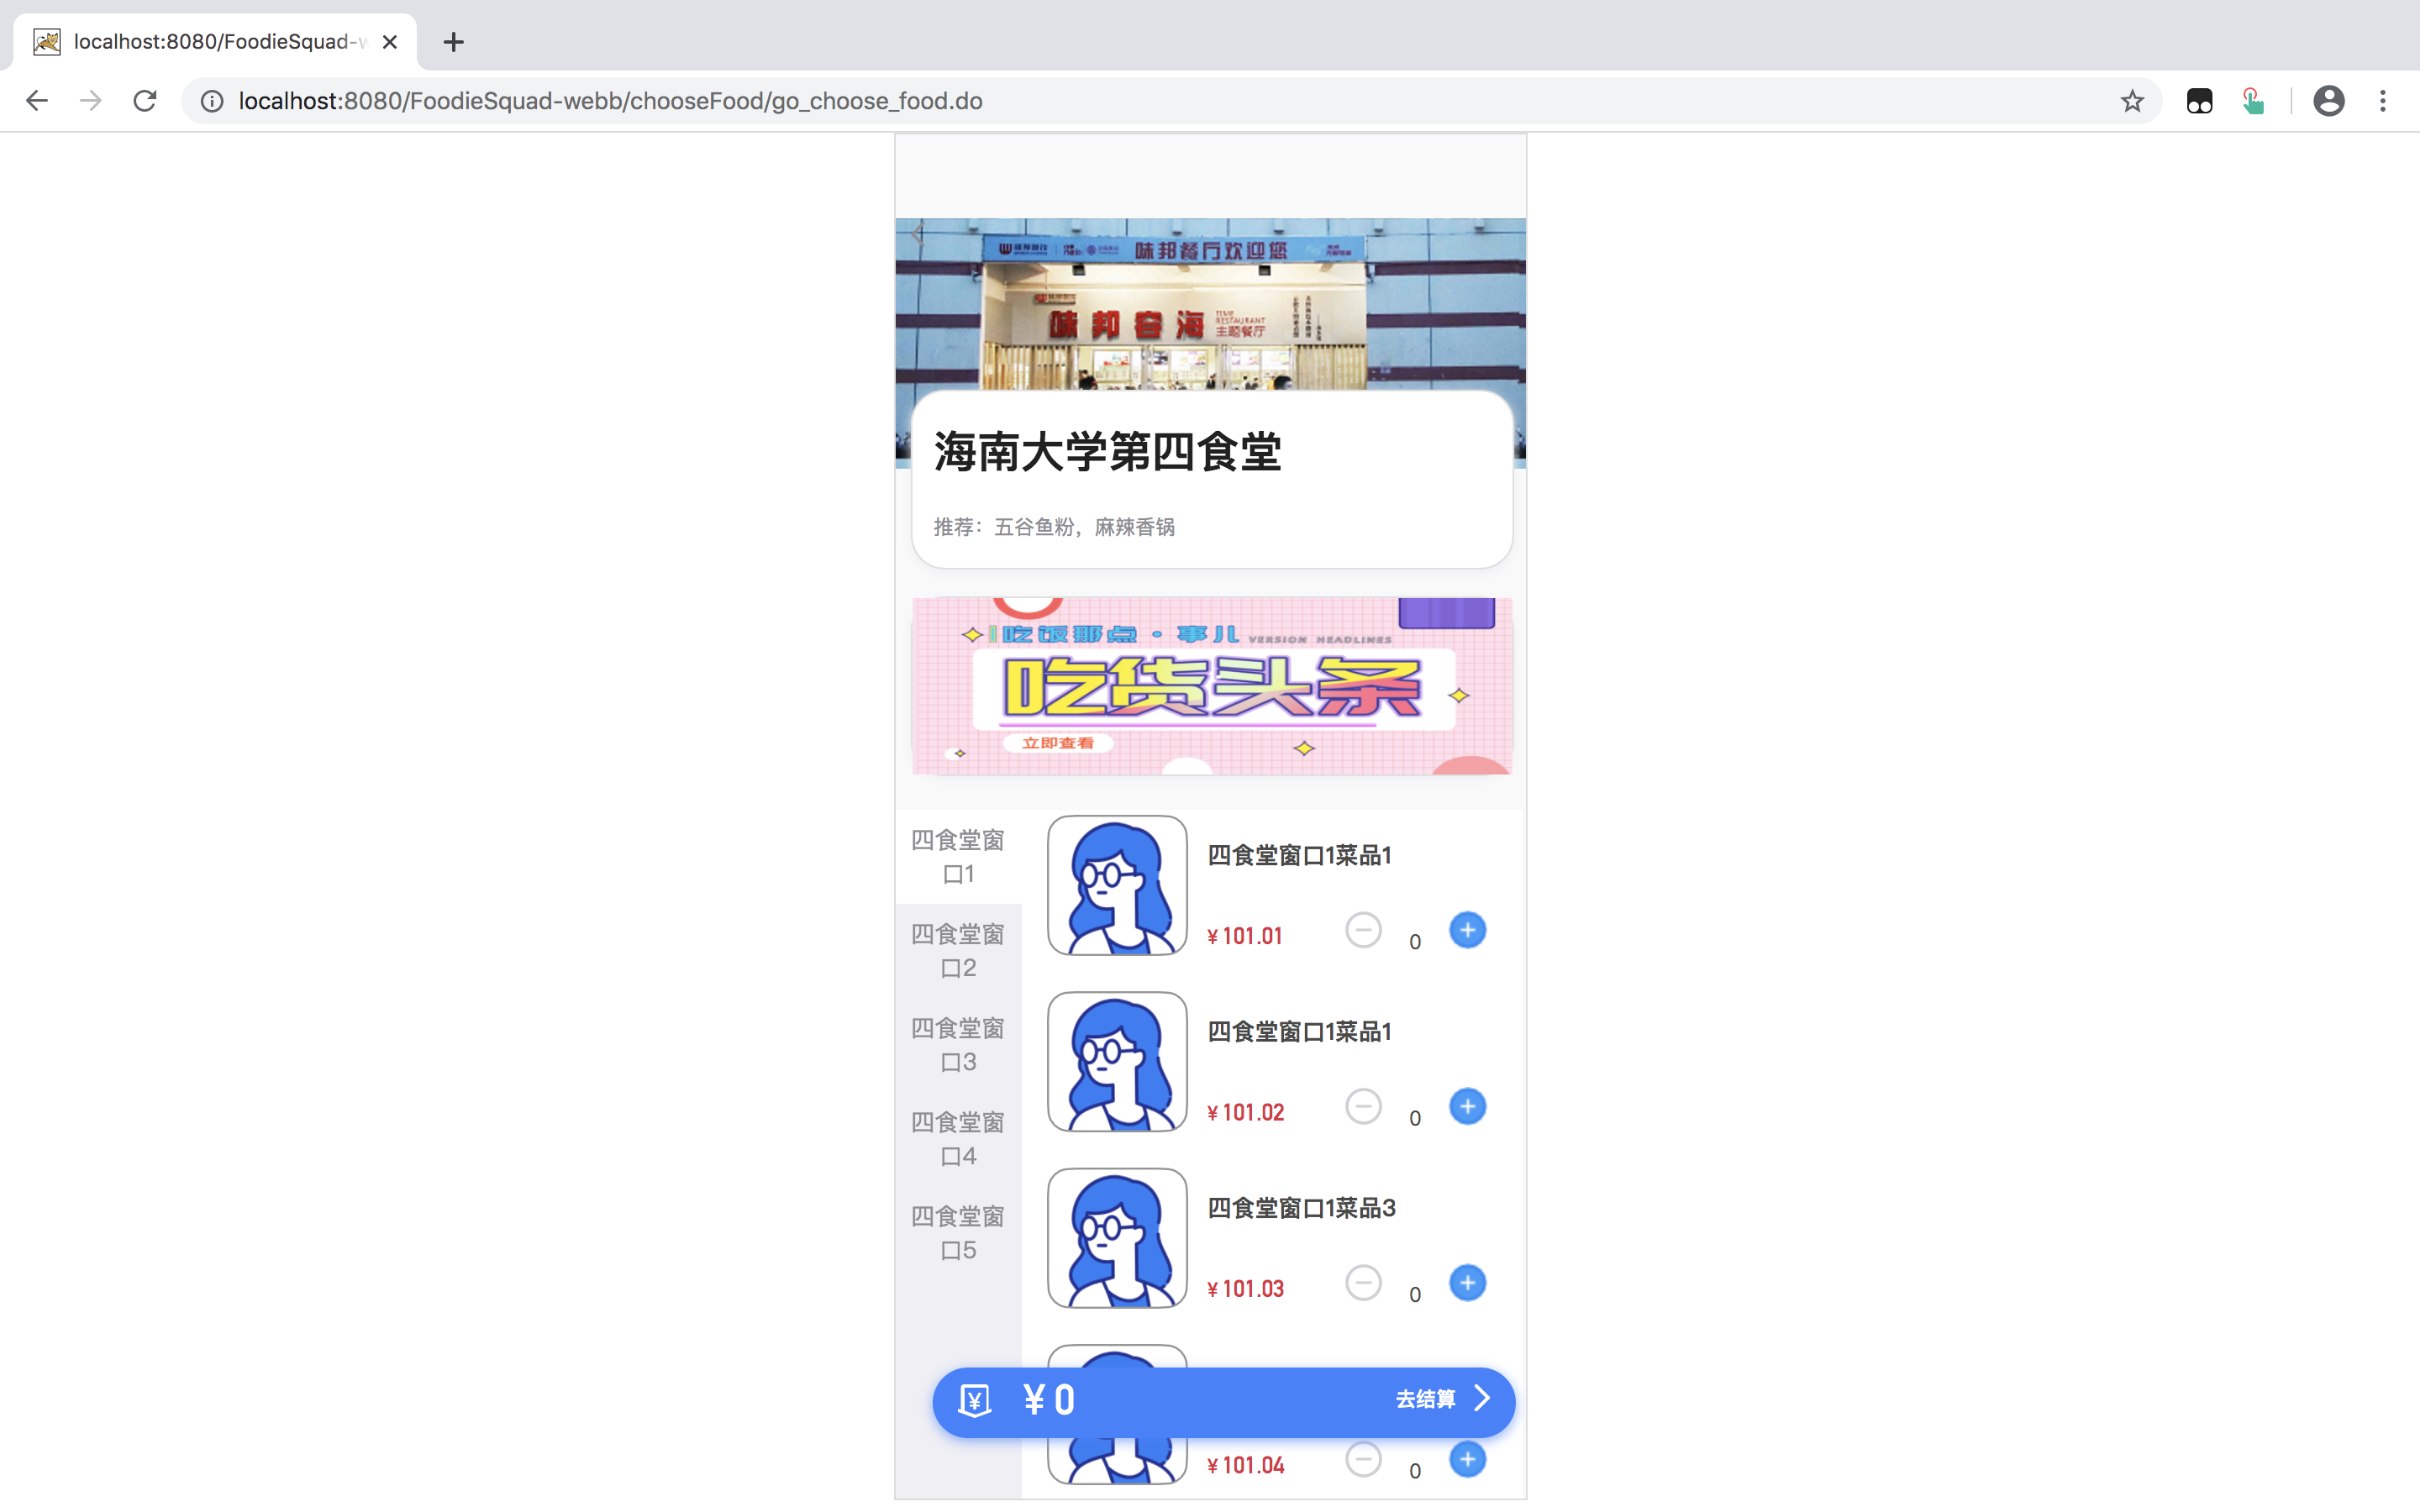 localhost:8080/FoodieSquad-w
localhost:8080/FoodieSquad-webb/chooseFood/go_choose_food.do
味邦餐厅欢迎您
味邦容海
TIME
RESTAURANT
主题餐厅
海南大学第四食堂
推荐：五谷鱼粉，麻辣香锅
吃饭那点·事儿 VERSION HEADLINES
吃货头条
立即查看
四食堂窗
口1
四食堂窗
口2
四食堂窗
口3
四食堂窗
口4
四食堂窗
口5
四食堂窗口1菜品1
¥ 101.01
0
四食堂窗口1菜品1
¥ 101.02
0
四食堂窗口1菜品3
¥ 101.03
0
¥ 0
去结算
¥ 101.04
0